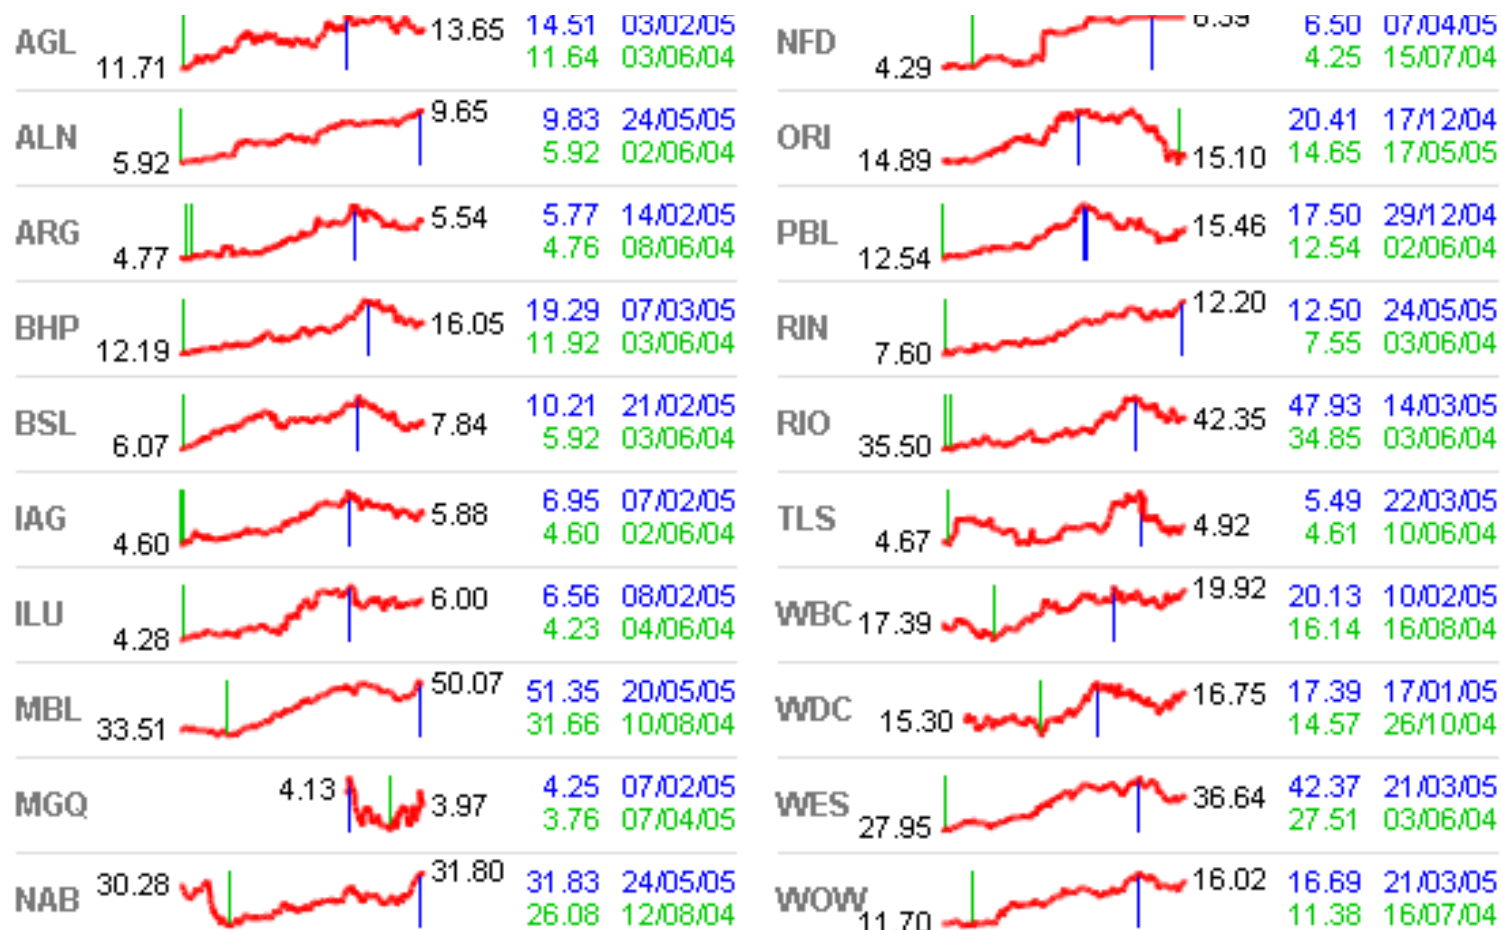 AGL 11.71 13.65 14.51 03/02/05
11.64 03/06/04
ALN 5.92 9.65 9.83 24/05/05
5.92 02/06/04
ARG 4.77 5.54 5.77 14/02/05
4.76 08/06/04
BHP 12.19 16.05 19.29 07/03/05
11.92 03/06/04
BSL 6.07 7.84 10.21 21/02/05
5.92 03/06/04
IAG 4.60 5.88 6.95 07/02/05
4.60 02/06/04
ILU 4.28 6.00 6.56 08/02/05
4.23 04/06/04
MBL 33.51 50.07 51.35 20/05/05
31.66 10/08/04
MGQ 4.13 3.97 4.25 07/02/05
3.76 07/04/05
NAB 30.28 31.80 31.83 24/05/05
26.08 12/08/04
NFD 4.29 6.39 6.50 07/04/05
4.25 15/07/04
ORI 14.89 15.10 20.41 17/12/04
14.65 17/05/05
PBL 12.54 15.46 17.50 29/12/04
12.54 02/06/04
RIN 7.60 12.20 12.50 24/05/05
7.55 03/06/04
RIO 35.50 42.35 47.93 14/03/05
34.85 03/06/04
TLS 4.67 4.92 5.49 22/03/05
4.61 10/06/04
WBC 17.39 19.92 20.13 10/02/05
16.14 16/08/04
WDC 15.30 16.75 17.39 17/01/05
14.57 26/10/04
WES 27.95 36.64 42.37 21/03/05
27.51 03/06/04
WOW 11.70 16.02 16.69 21/03/05
11.38 16/07/04